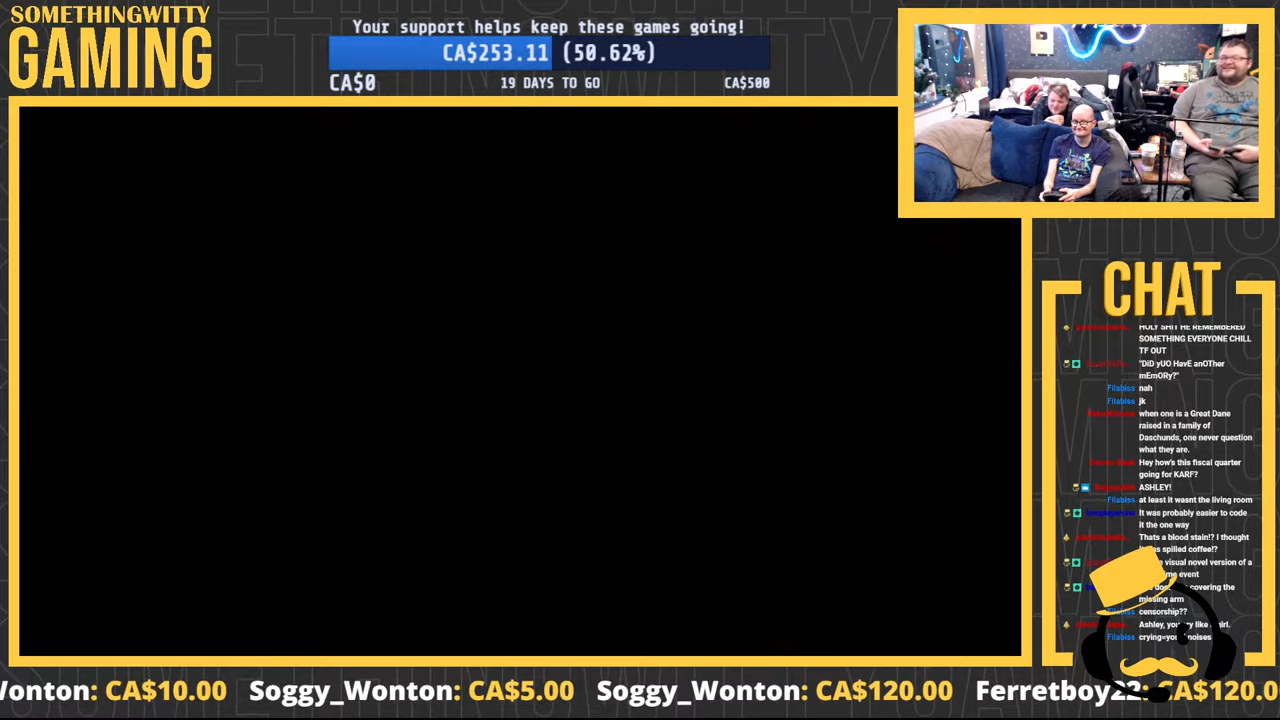 SOMETHINGWITTY
GAMING
Your support helps keep these games going!
CA$253.11 (50.62%)
CA$0 19 DAYS TO GO CA$500
CHAT
HOLY SHIT HE REMEMBERED
SOMETHING EVERYONE CHILL
TF OUT
"DiD yUO HavE anOTher
mEmORy?"
Filabiss nah
Filabiss jk
when one is a Great Dane
raised in a family of
Daschunds, one never question
what they are.
Hey how's this fiscal quarter
going for KARF?
ASHLEY!
Filabiss at least it wasnt the living room
It was probably easier to code
it the one way
Thats a blood stain!? I thought
spilled coffee!?
visual novel version of a
event
covering the
missing arm
censorship??
Ashley, you like girl.
Filabiss noises
Wonton: CA$10.00 Soggy_Wonton: CA$5.00 Soggy_Wonton: CA$120.00 Ferretboy22: CA$120.0